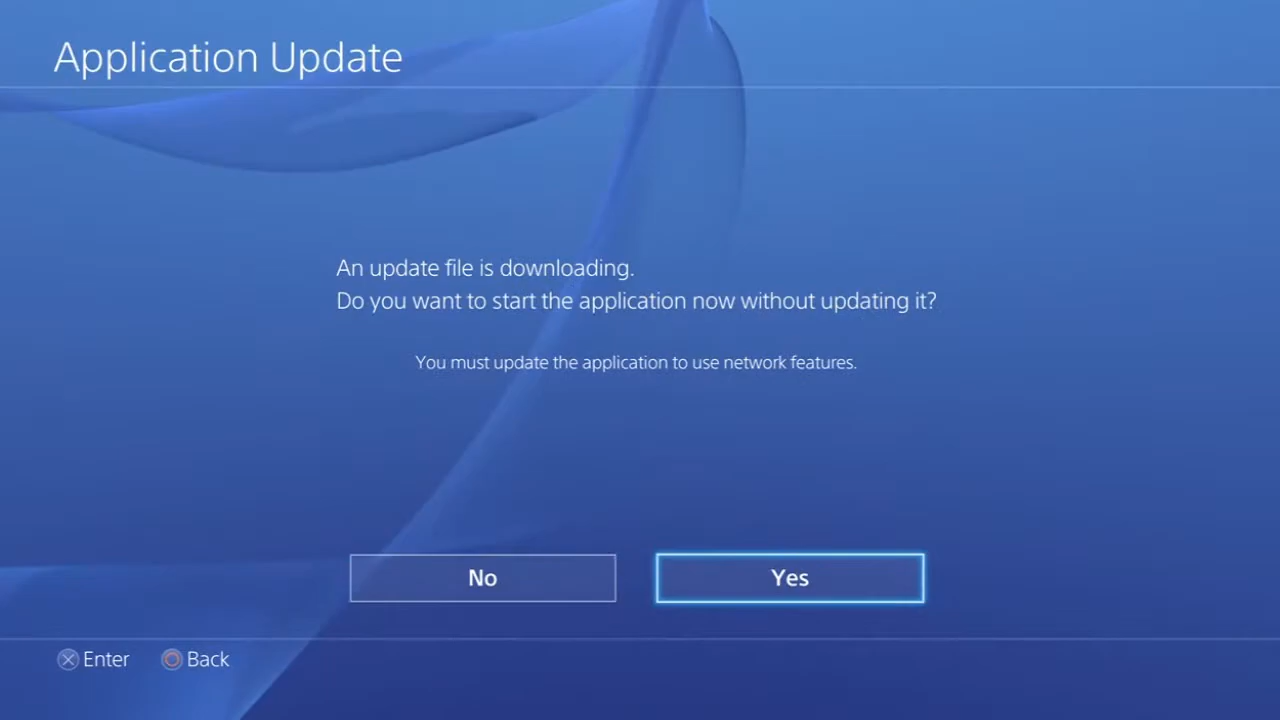 Application Update
An update file is downloading.
Do you want to start the application now without updating it?
You must update the application to use network features.
No
Yes
Enter
Back